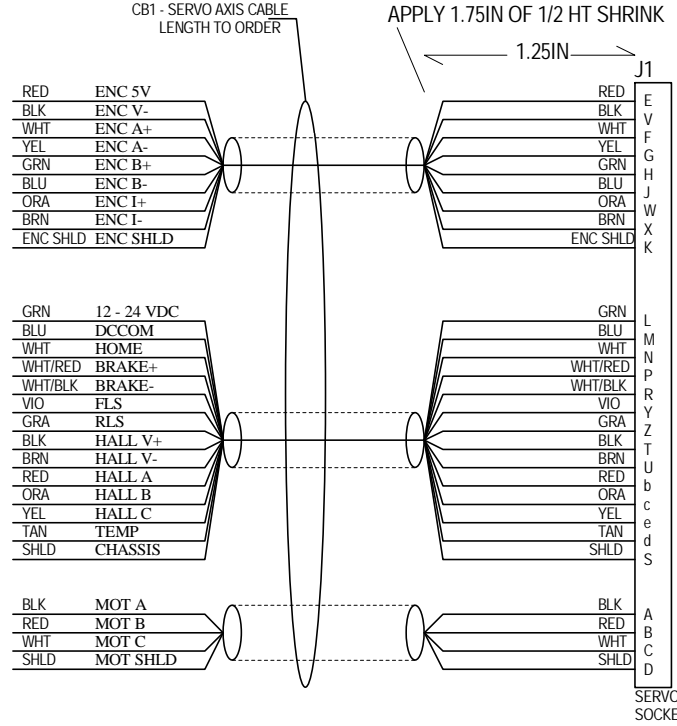 CB1 - SERVO AXIS CABLE
LENGTH TO ORDER
APPLY 1.75IN OF 1/2 HT SHRINK
1.25IN
J1
RED ENC 5V RED E
BLK ENC V- BLK V
WHT ENC A+ WHT F
YEL ENC A- YEL G
GRN ENC B+ GRN H
BLU ENC B- BLU J
ORA ENC I+ ORA W
BRN ENC I- BRN X
ENC SHLD ENC SHLD ENC SHLD K
GRN 12 - 24 VDC GRN L
BLU DCCOM BLU M
WHT HOME WHT N
WHT/RED BRAKE+ WHT/RED P
WHT/BLK BRAKE- WHT/BLK R
VIO FLS VIO Y
GRA RLS GRA Z
BLK HALL V+ BLK T
BRN HALL V- BRN U
RED HALL A RED b
ORA HALL B ORA c
YEL HALL C YEL e
TAN TEMP TAN d
SHLD CHASSIS SHLD S
BLK MOT A BLK A
RED MOT B RED B
WHT MOT C WHT C
SHLD MOT SHLD SHLD D
SERVO
SOCKE